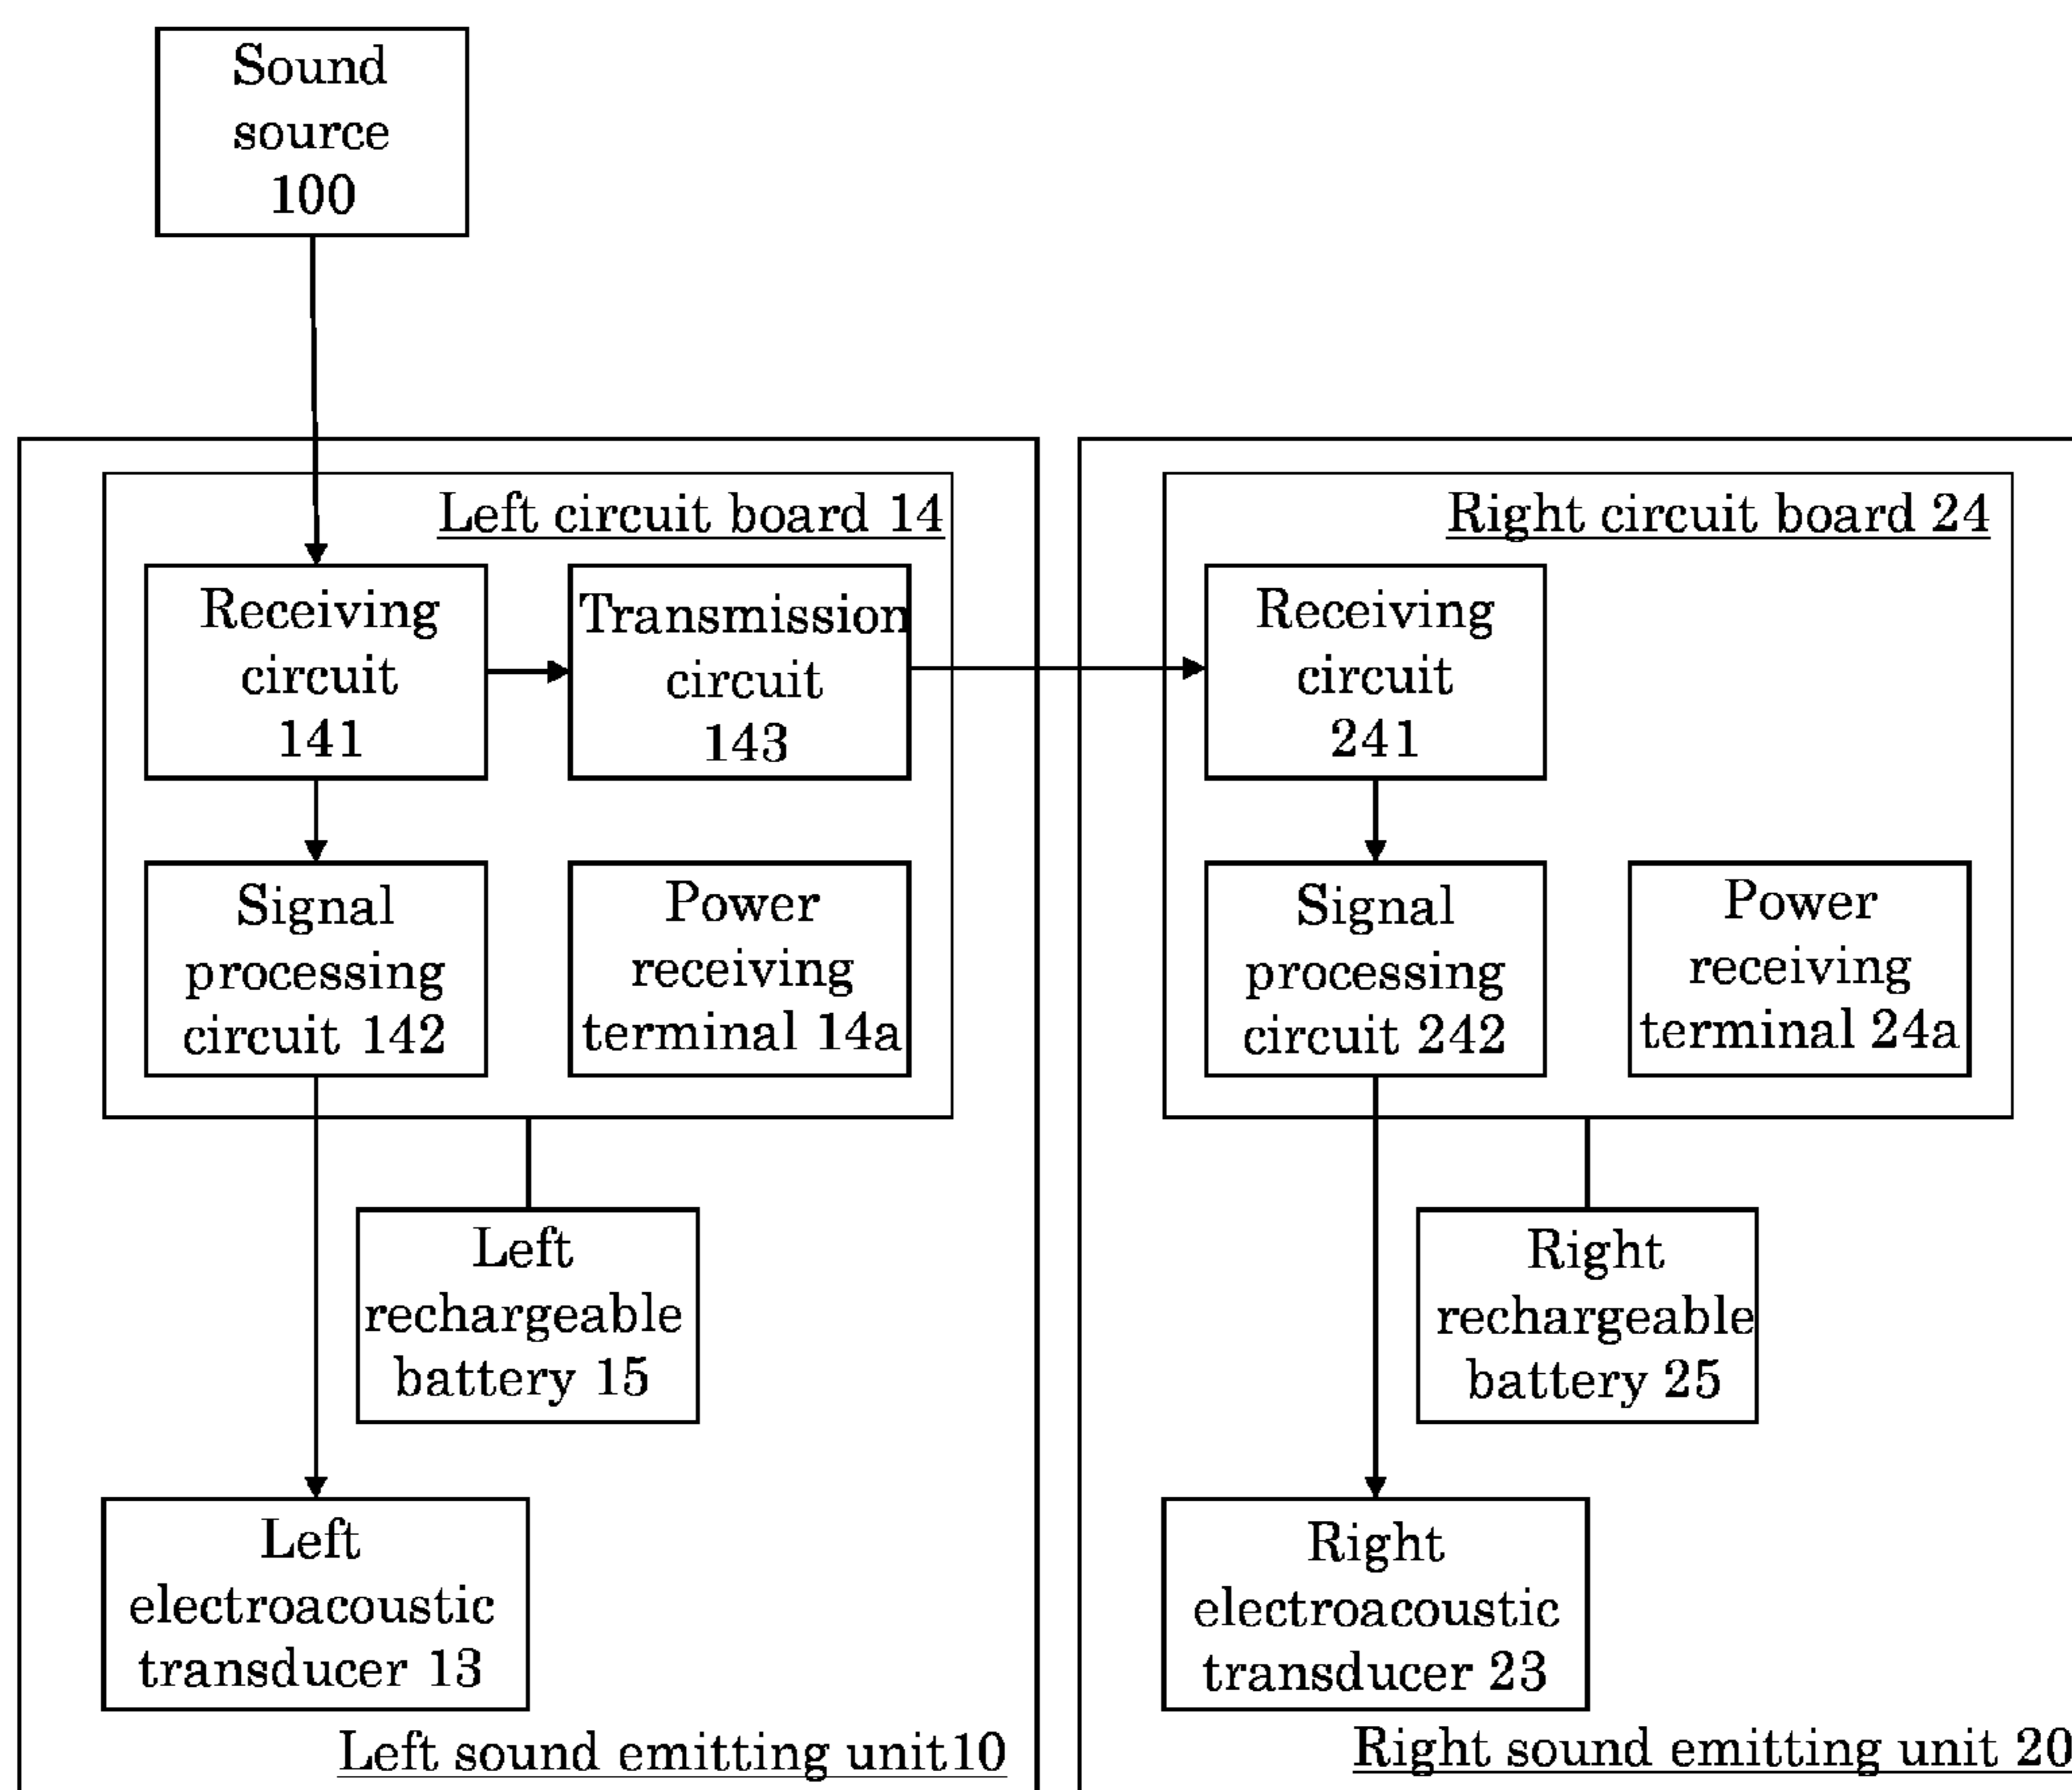 Sound
source
100
Left circuit board 14
Receiving
circuit
141
Transmission
circuit
143
Signal
processing
circuit 142
Power
receiving
terminal 14a
Left
rechargeable
battery 15
Left
electroacoustic
transducer 13
Left sound emitting unit10
Right circuit board 24
Receiving
circuit
241
Signal
processing
circuit 242
Power
receiving
terminal 24a
Right
rechargeable
battery 25
Right
electroacoustic
transducer 23
Right sound emitting unit 20